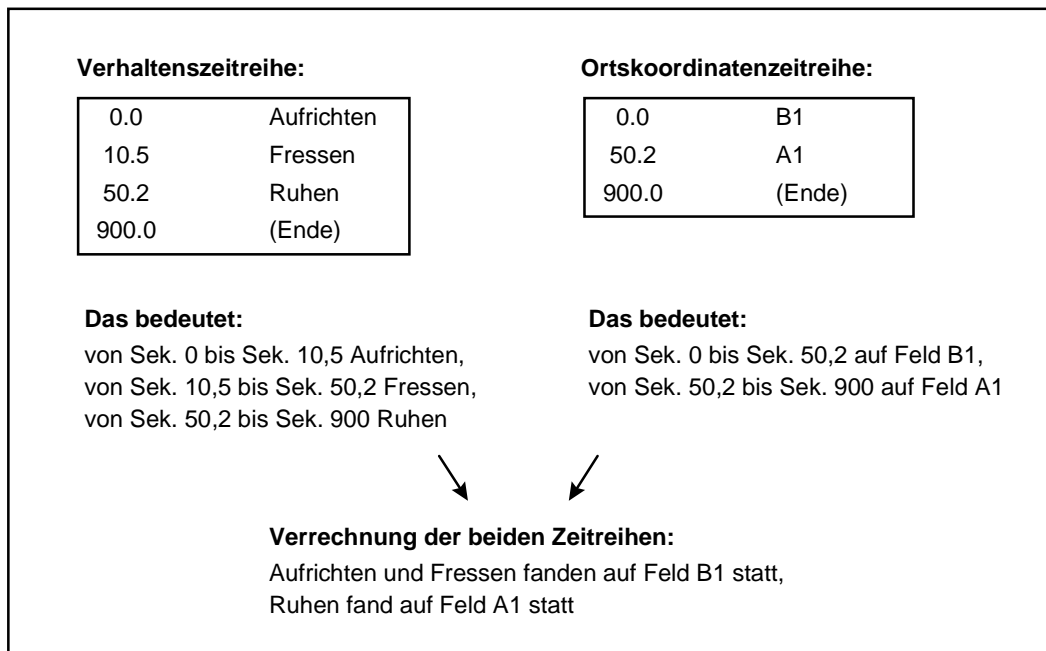 Verhaltenszeitreihe:
0.0 Aufrichten
10.5 Fressen
50.2 Ruhen
900.0 (Ende)
Das bedeutet:
von Sek. 0 bis Sek. 10,5 Aufrichten,
von Sek. 10,5 bis Sek. 50,2 Fressen,
von Sek. 50,2 bis Sek. 900 Ruhen
Ortskoordinatenzeitreihe:
0.0 B1
50.2 A1
900.0 (Ende)
Das bedeutet:
von Sek. 0 bis Sek. 50,2 auf Feld B1,
von Sek. 50,2 bis Sek. 900 auf Feld A1
Verrechnung der beiden Zeitreihen:
Aufrichten und Fressen fanden auf Feld B1 statt,
Ruhen fand auf Feld A1 statt